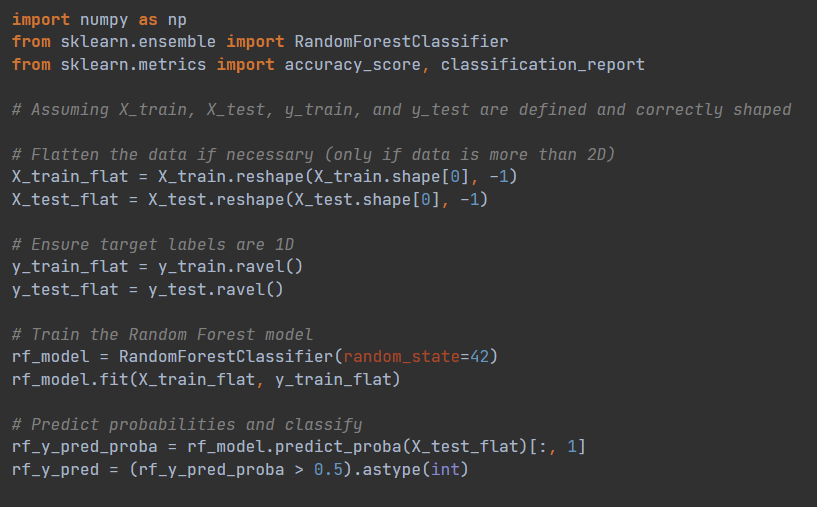 import numpy as np
from sklearn.ensemble import RandomForestClassifier
from sklearn.metrics import accuracy_score, classification_report
# Assuming X_train, X_test, y_train, and y_test are defined and correctly shaped
# Flatten the data if necessary (only if data is more than 2D)
X_train_flat = X_train.reshape(X_train.shape[0], -1)
X_test_flat = X_test.reshape(X_test.shape[0], -1)
# Ensure target labels are 1D
y_train_flat = y_train.ravel()
y_test_flat = y_test.ravel()
# Train the Random Forest model
rf_model = RandomForestClassifier(random_state=42)
rf_model.fit(X_train_flat, y_train_flat)
# Predict probabilities and classify
rf_y_pred_proba = rf_model.predict_proba(X_test_flat)[:, 1]
rf_y_pred = (rf_y_pred_proba > 0.5).astype(int)